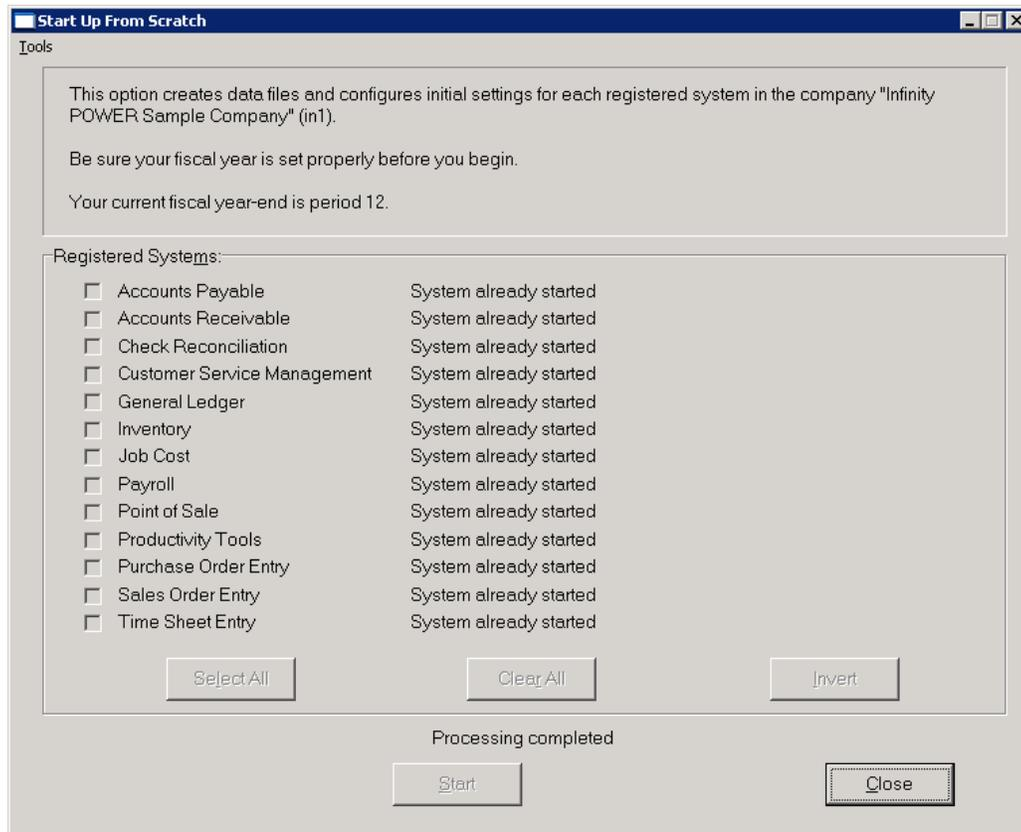 Start Up From Scratch
Tools
This option creates data files and configures initial settings for each registered system in the company "Infinity
POWER Sample Company" (in1).
Be sure your fiscal year is set properly before you begin.
Your current fiscal year-end is period 12.
Registered Systems:
Accounts Payable System already started
Accounts Receivable System already started
Check Reconciliation System already started
Customer Service Management System already started
General Ledger System already started
Inventory System already started
Job Cost System already started
Payroll System already started
Point of Sale System already started
Productivity Tools System already started
Purchase Order Entry System already started
Sales Order Entry System already started
Time Sheet Entry System already started
Select All Clear All Invert
Processing completed
Start Close